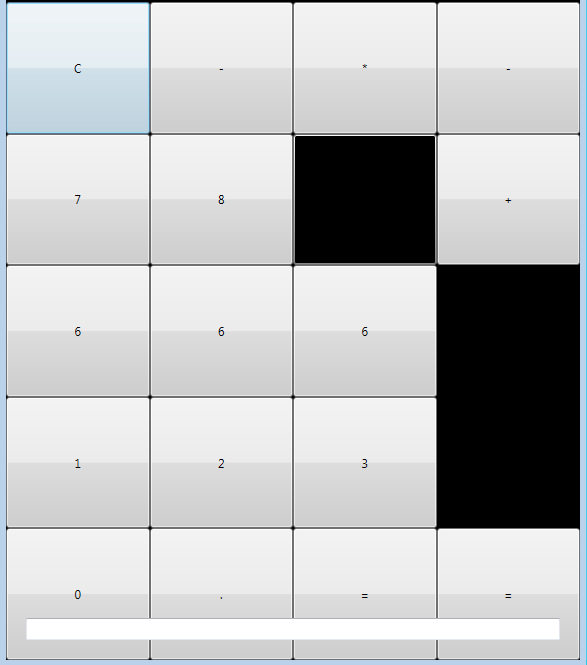 C - * -
7 8 +
6 6 6
1 2 3
0 . = =